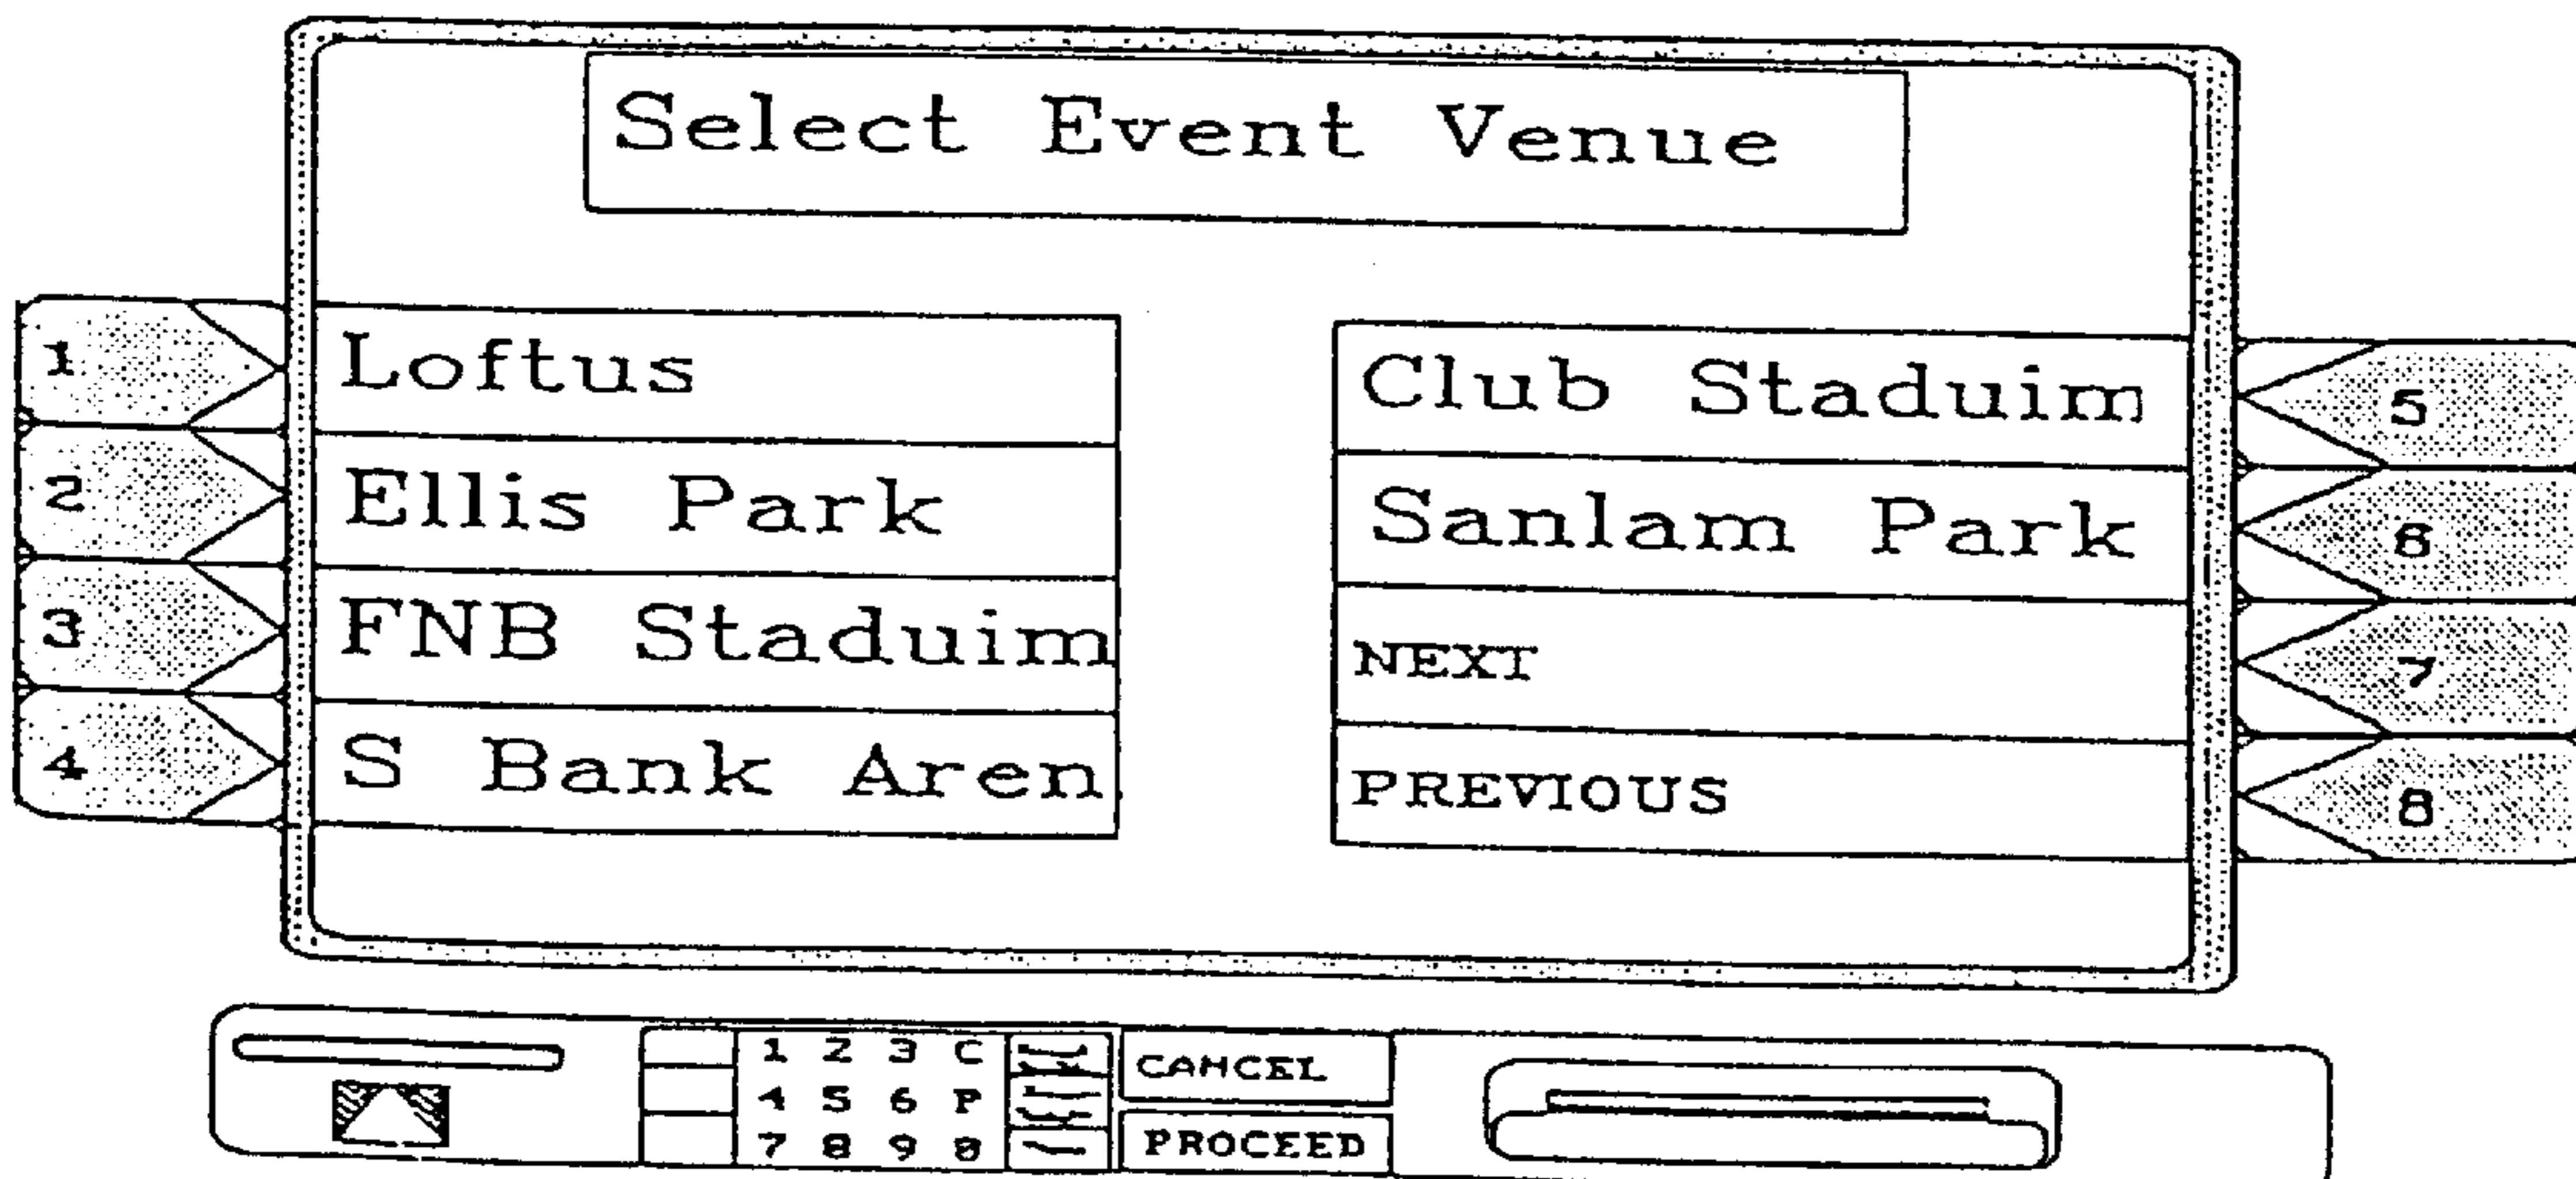 Select Event Venue
1 Loftus
2 Ellis Park
3 FNB Staduim
4 S Bank Aren
Club Staduim 5
Sanlam Park 6
NEXT 7
PREVIOUS 8
1 2 3 C
4 5 6 P
7 8 9 0
CANCEL
PROCEED